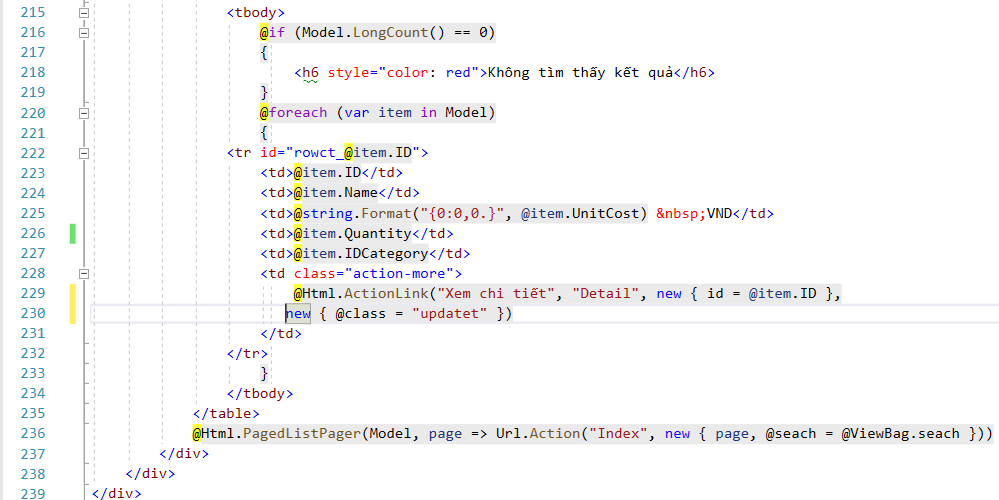 215 <tbody>
216 @if (Model.LongCount() == 0)
217 {
218 <h6 style="color: red">Không tìm thấy kết quả</h6>
219 }
220 @foreach (var item in Model)
221 {
222 <tr id="rowct_@item.ID">
223 <td>@item.ID</td>
224 <td>@item.Name</td>
225 <td>@string.Format("{0:0,0.}", @item.UnitCost) &nbsp;VND</td>
226 <td>@item.Quantity</td>
227 <td>@item.IDCategory</td>
228 <td class="action-more">
229 @Html.ActionLink("Xem chi tiết", "Detail", new { id = @item.ID },
230 new { @class = "updatet" })
231 </td>
232 </tr>
233 }
234 </tbody>
235 </table>
236 @Html.PagedListPager(Model, page => Url.Action("Index", new { page, @seach = @ViewBag.seach }))
237 </div>
238 </div>
239 </div>